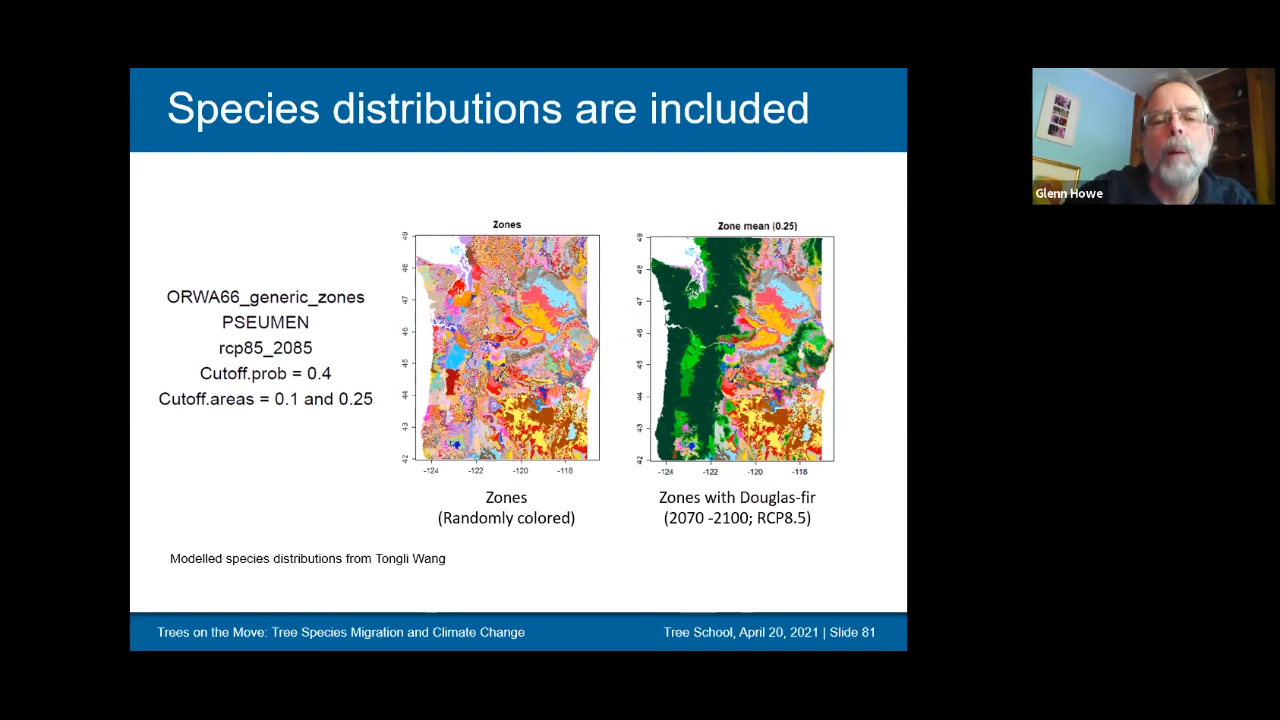 Species distributions are included
ORWA66_generic_zones
PSEUMEN
rcp85_2085
Cutoff.prob = 0.4
Cutoff.areas = 0.1 and 0.25
Zones
49
48
47
46
45
44
43
42
-124
-122
-120
-118
Zones
(Randomly colored)
Zone mean (0.25)
49
48
47
46
45
44
43
42
-124
-122
-120
-118
Zones with Douglas-fir
(2070 -2100; RCP8.5)
Modelled species distributions from Tongli Wang
Trees on the Move: Tree Species Migration and Climate Change
Tree School, April 20, 2021 | Slide 81
Glenn Howe